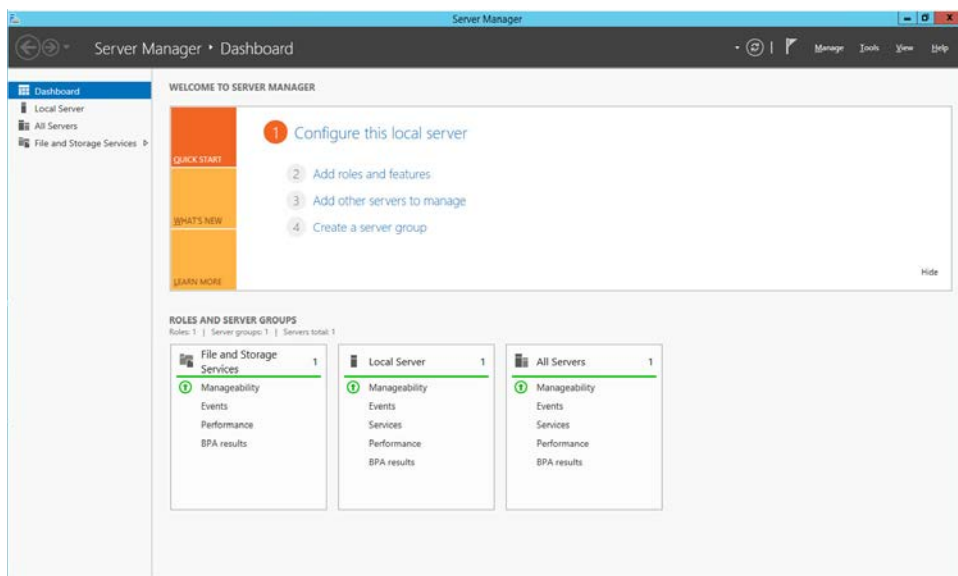 Server Manager
Server Manager • Dashboard
Manage Tools View Help
Dashboard
Local Server
All Servers
File and Storage Services
WELCOME TO SERVER MANAGER
QUICK START
WHAT'S NEW
LEARN MORE
1 Configure this local server
2 Add roles and features
3 Add other servers to manage
4 Create a server group
Hide
ROLES AND SERVER GROUPS
Roles: 1 | Server groups: 1 | Servers total: 1
File and Storage
Services 1
Manageability
Events
Performance
BPA results
Local Server 1
Manageability
Events
Services
Performance
BPA results
All Servers 1
Manageability
Events
Services
Performance
BPA results